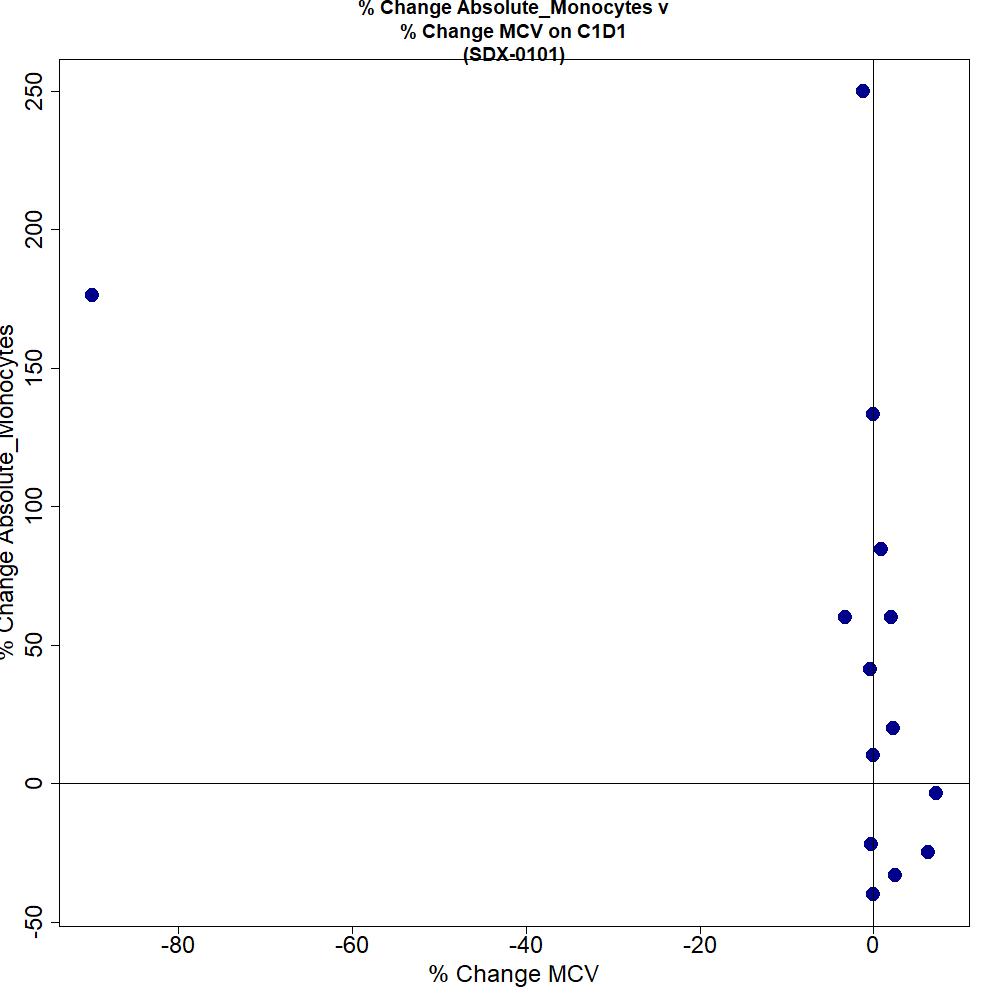 % Change Absolute_Monocytes v
% Change MCV on C1D1
(SDX-0101)
% Change Absolute_Monocytes
250
200
150
100
50
0
-50
-80
-60
-40
-20
0
% Change MCV